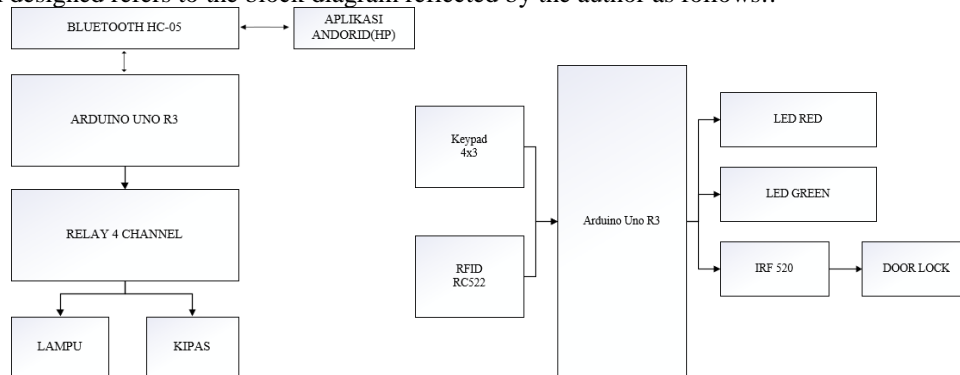 designed refers to the block diagram reflected by the author as follows..
BLUETOOTH HC-05
APLIKASI
ANDORID(HP)
ARDUINO UNO R3
RELAY 4 CHANNEL
LAMPU
KIPAS
Keypad
4x3
RFID
RC522
Arduino Uno R3
LED RED
LED GREEN
IRF 520
DOOR LOCK